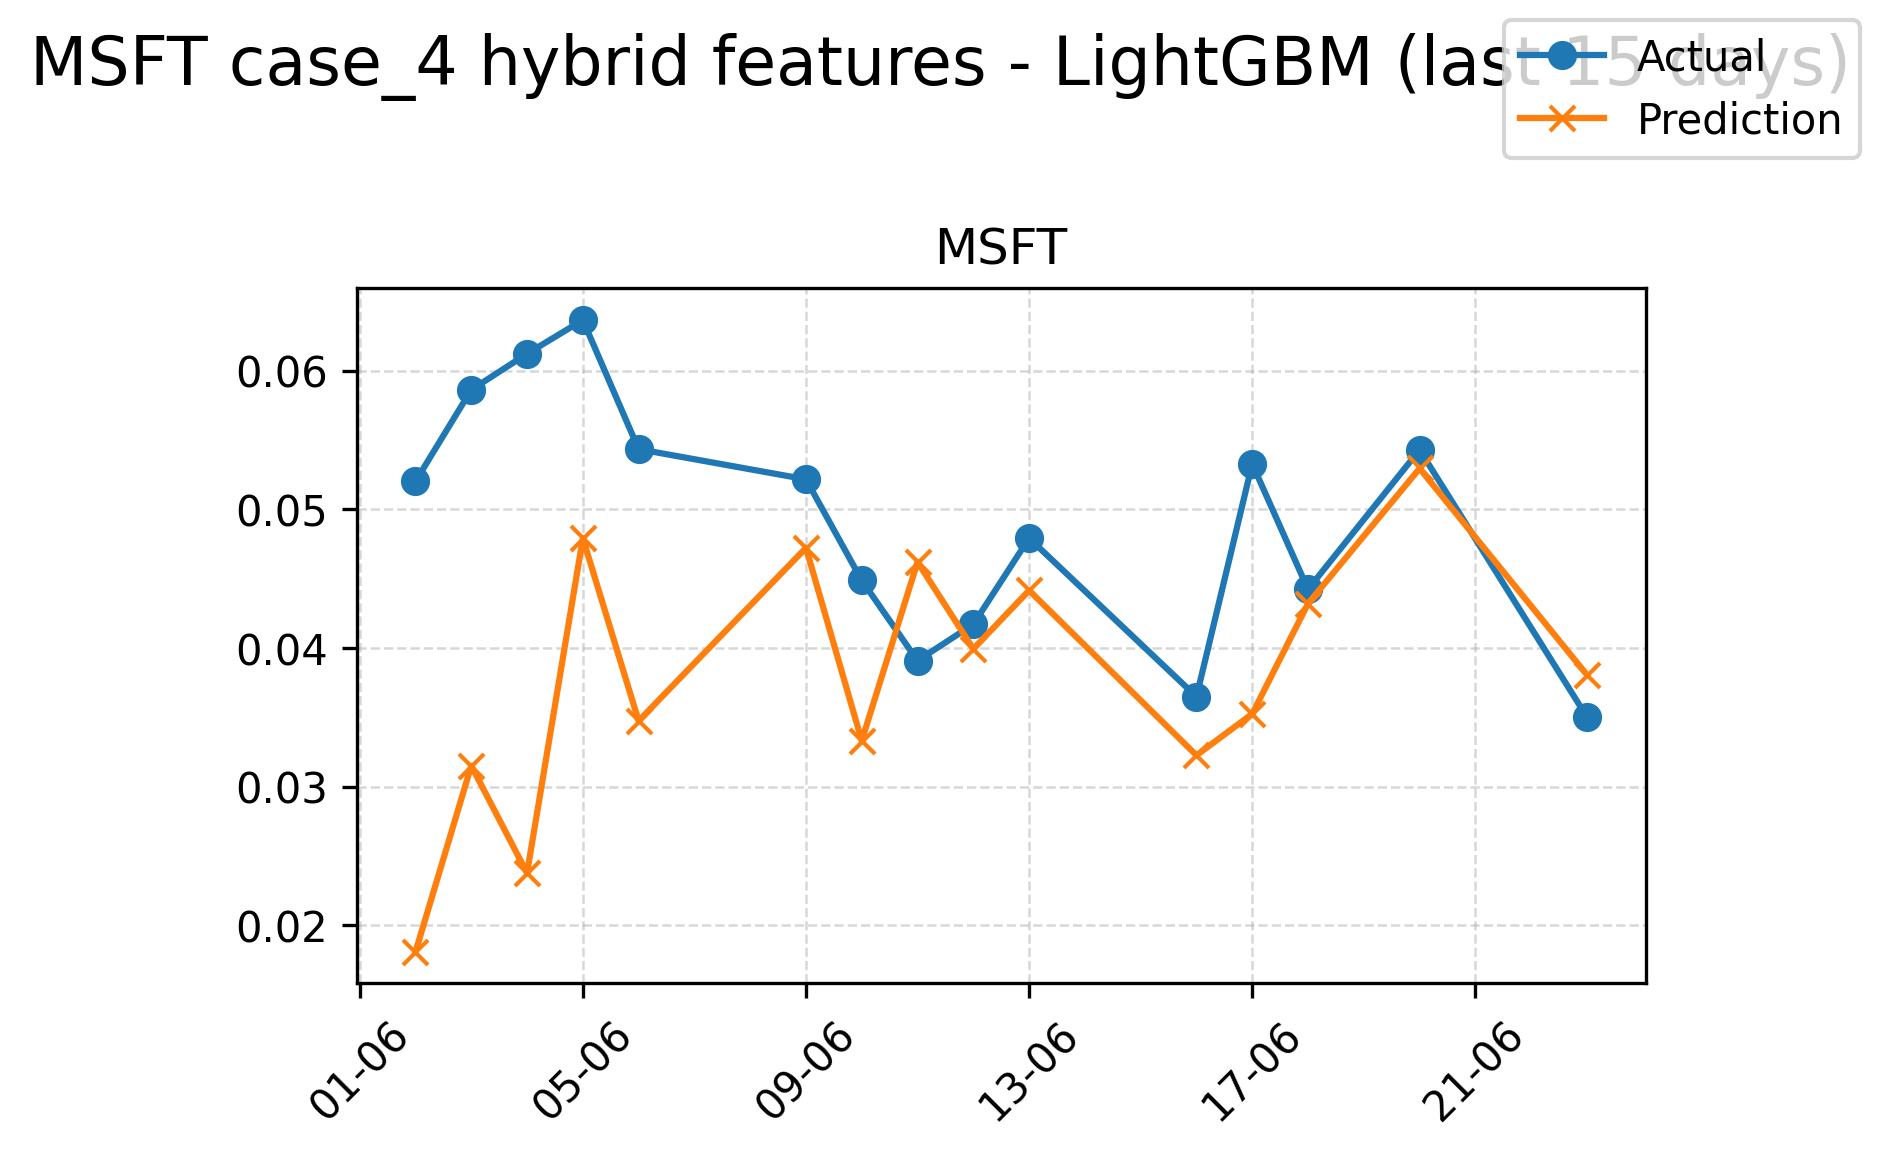 MSFT case_4 hybrid features - LightGBM (last 15 days)
Actual
Prediction
MSFT
0.06
0.05
0.04
0.03
0.02
01-06
05-06
09-06
13-06
17-06
21-06